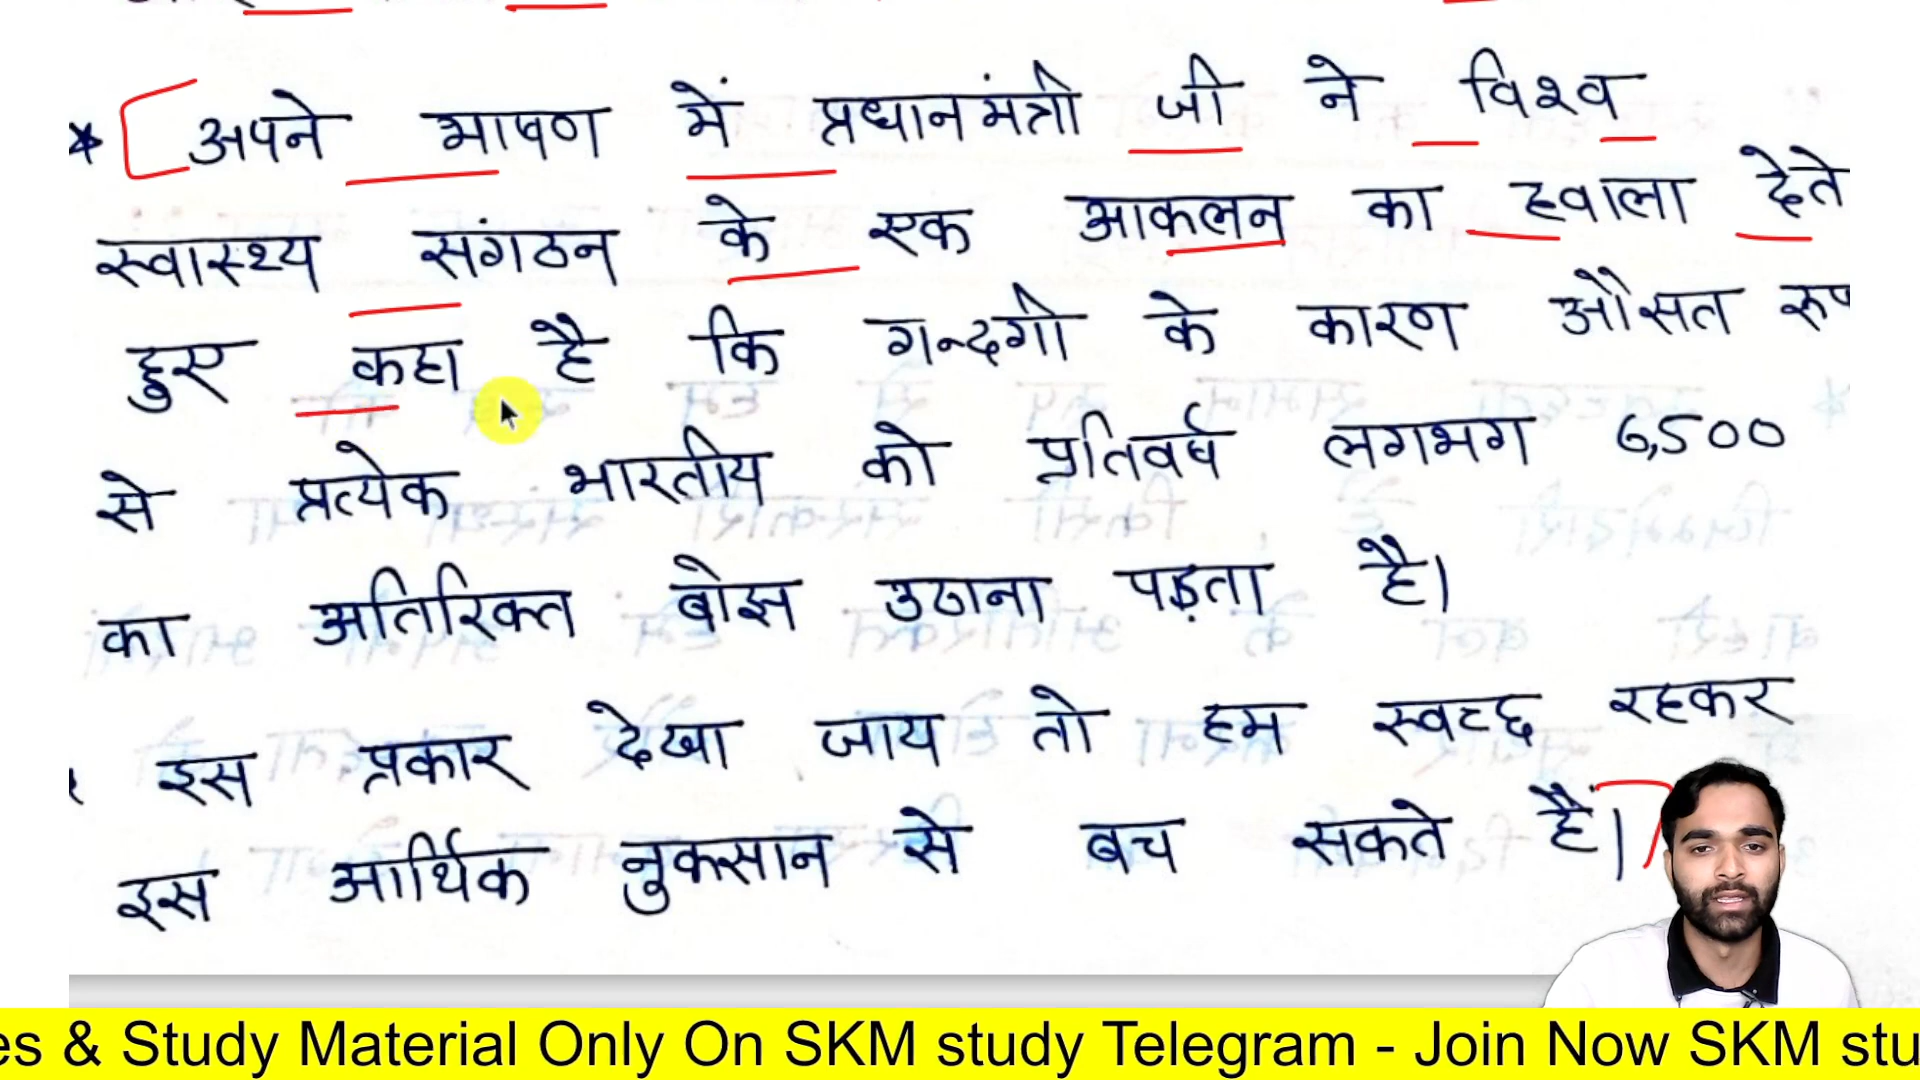 * अपने भाषण में प्रधानमंत्री जी ने विश्व
स्वास्थ्य संगठन के एक आकलन का हवाला देते
हुए कहा है कि गन्दगी के कारण औसत रूप
से प्रत्येक भारतीय को प्रतिवर्ष लगभग 6,500
का अतिरिक्त बोझ उठाना पड़ता है।
इस प्रकार देखा जाय तो हम स्वच्छ रहकर
इस आर्थिक नुकसान से बच सकते हैं।
es & Study Material Only On SKM study Telegram - Join Now SKM stu